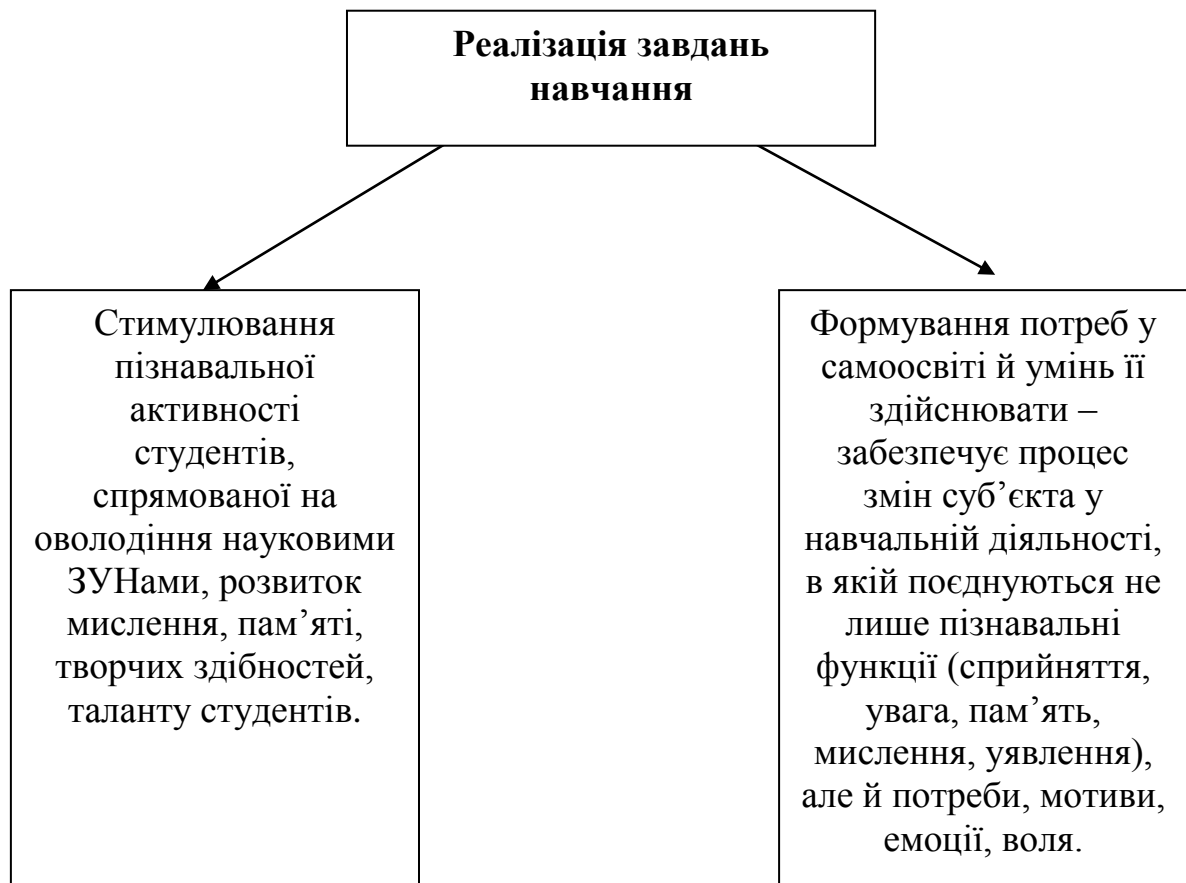 Реалізація завдань
навчання
Стимулювання
пізнавальної
активності
студентів,
спрямованої на
оволодіння науковими
ЗУНами, розвиток
мислення, пам’яті,
творчих здібностей,
таланту студентів.
Формування потреб у
самоосвіті й умінь її
здійснювати –
забезпечує процес
змін суб’єкта у
навчальній діяльності,
в якій поєднуються не
лише пізнавальні
функції (сприйняття,
увага, пам’ять,
мислення, уявлення),
але й потреби, мотиви,
емоції, воля.